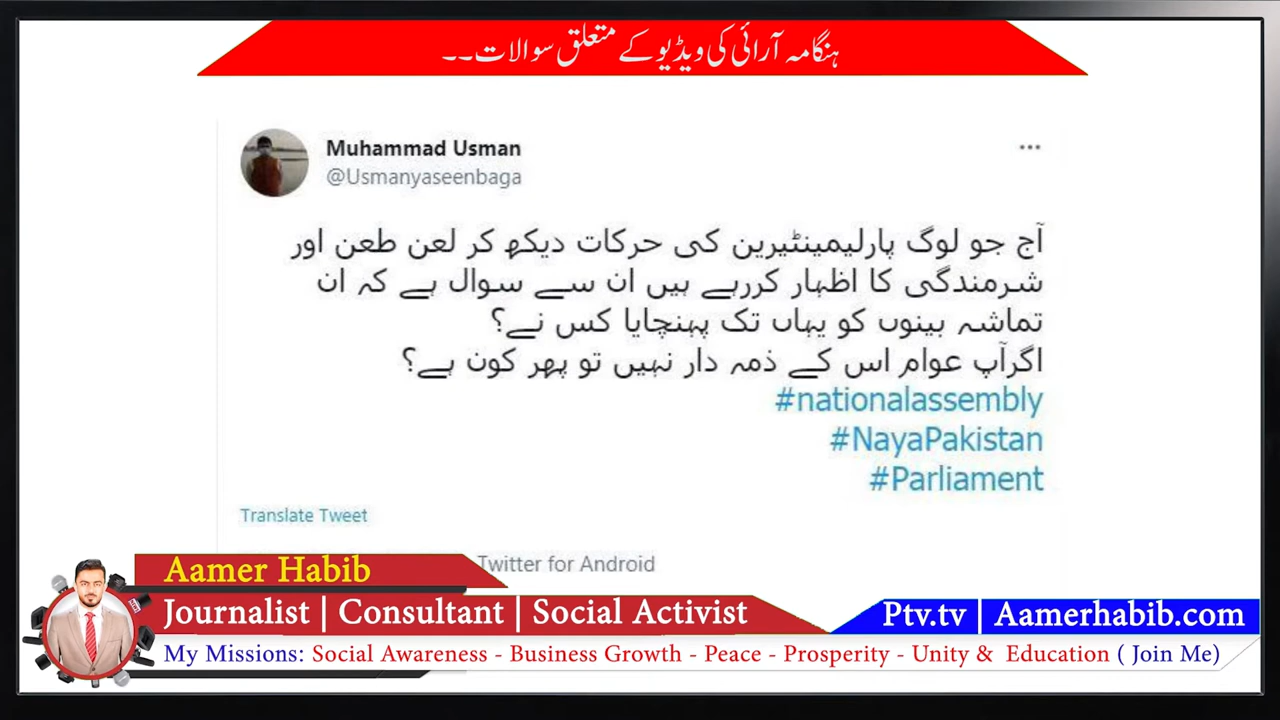 ہنگامہ آرائی کی ویڈیو کے متعلق سوالات۔۔
Muhammad Usman
@Usmanyaseenbaga
آج جو لوگ پارلیمینٹیرین کی حرکات دیکھ کر لعن طعن اور
شرمندگی کا اظہار کررہے ہیں ان سے سوال ہے کہ ان
تماشہ بینوں کو یہاں تک پہنچایا کس نے؟
اگرآپ عوام اس کے ذمہ دار نہیں تو پھر کون ہے؟
#nationalassembly
#NayaPakistan
#Parliament
Translate Tweet
Twitter for Android
Aamer Habib
Journalist | Consultant | Social Activist
Ptv.tv | Aamerhabib.com
My Missions: Social Awareness - Business Growth - Peace - Prosperity - Unity & Education ( Join Me)